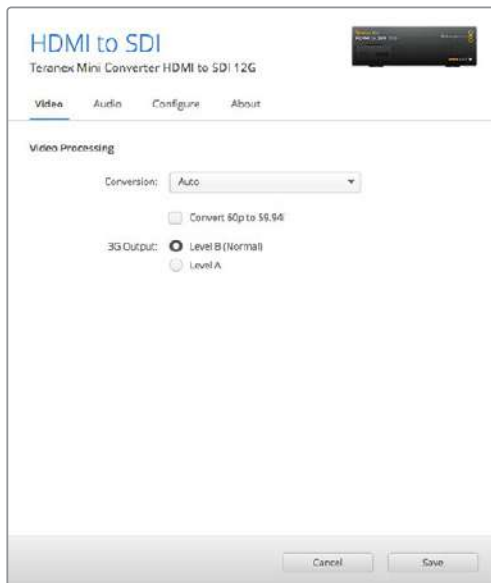 HDMI to SDI
Teranex Mini Converter HDMI to SDI 12G
Video Audio Configure About
Video Processing
Conversion: Auto
Convert 60p to 59.94i
3G Output: Level B (Normal)
Level A
Cancel Save